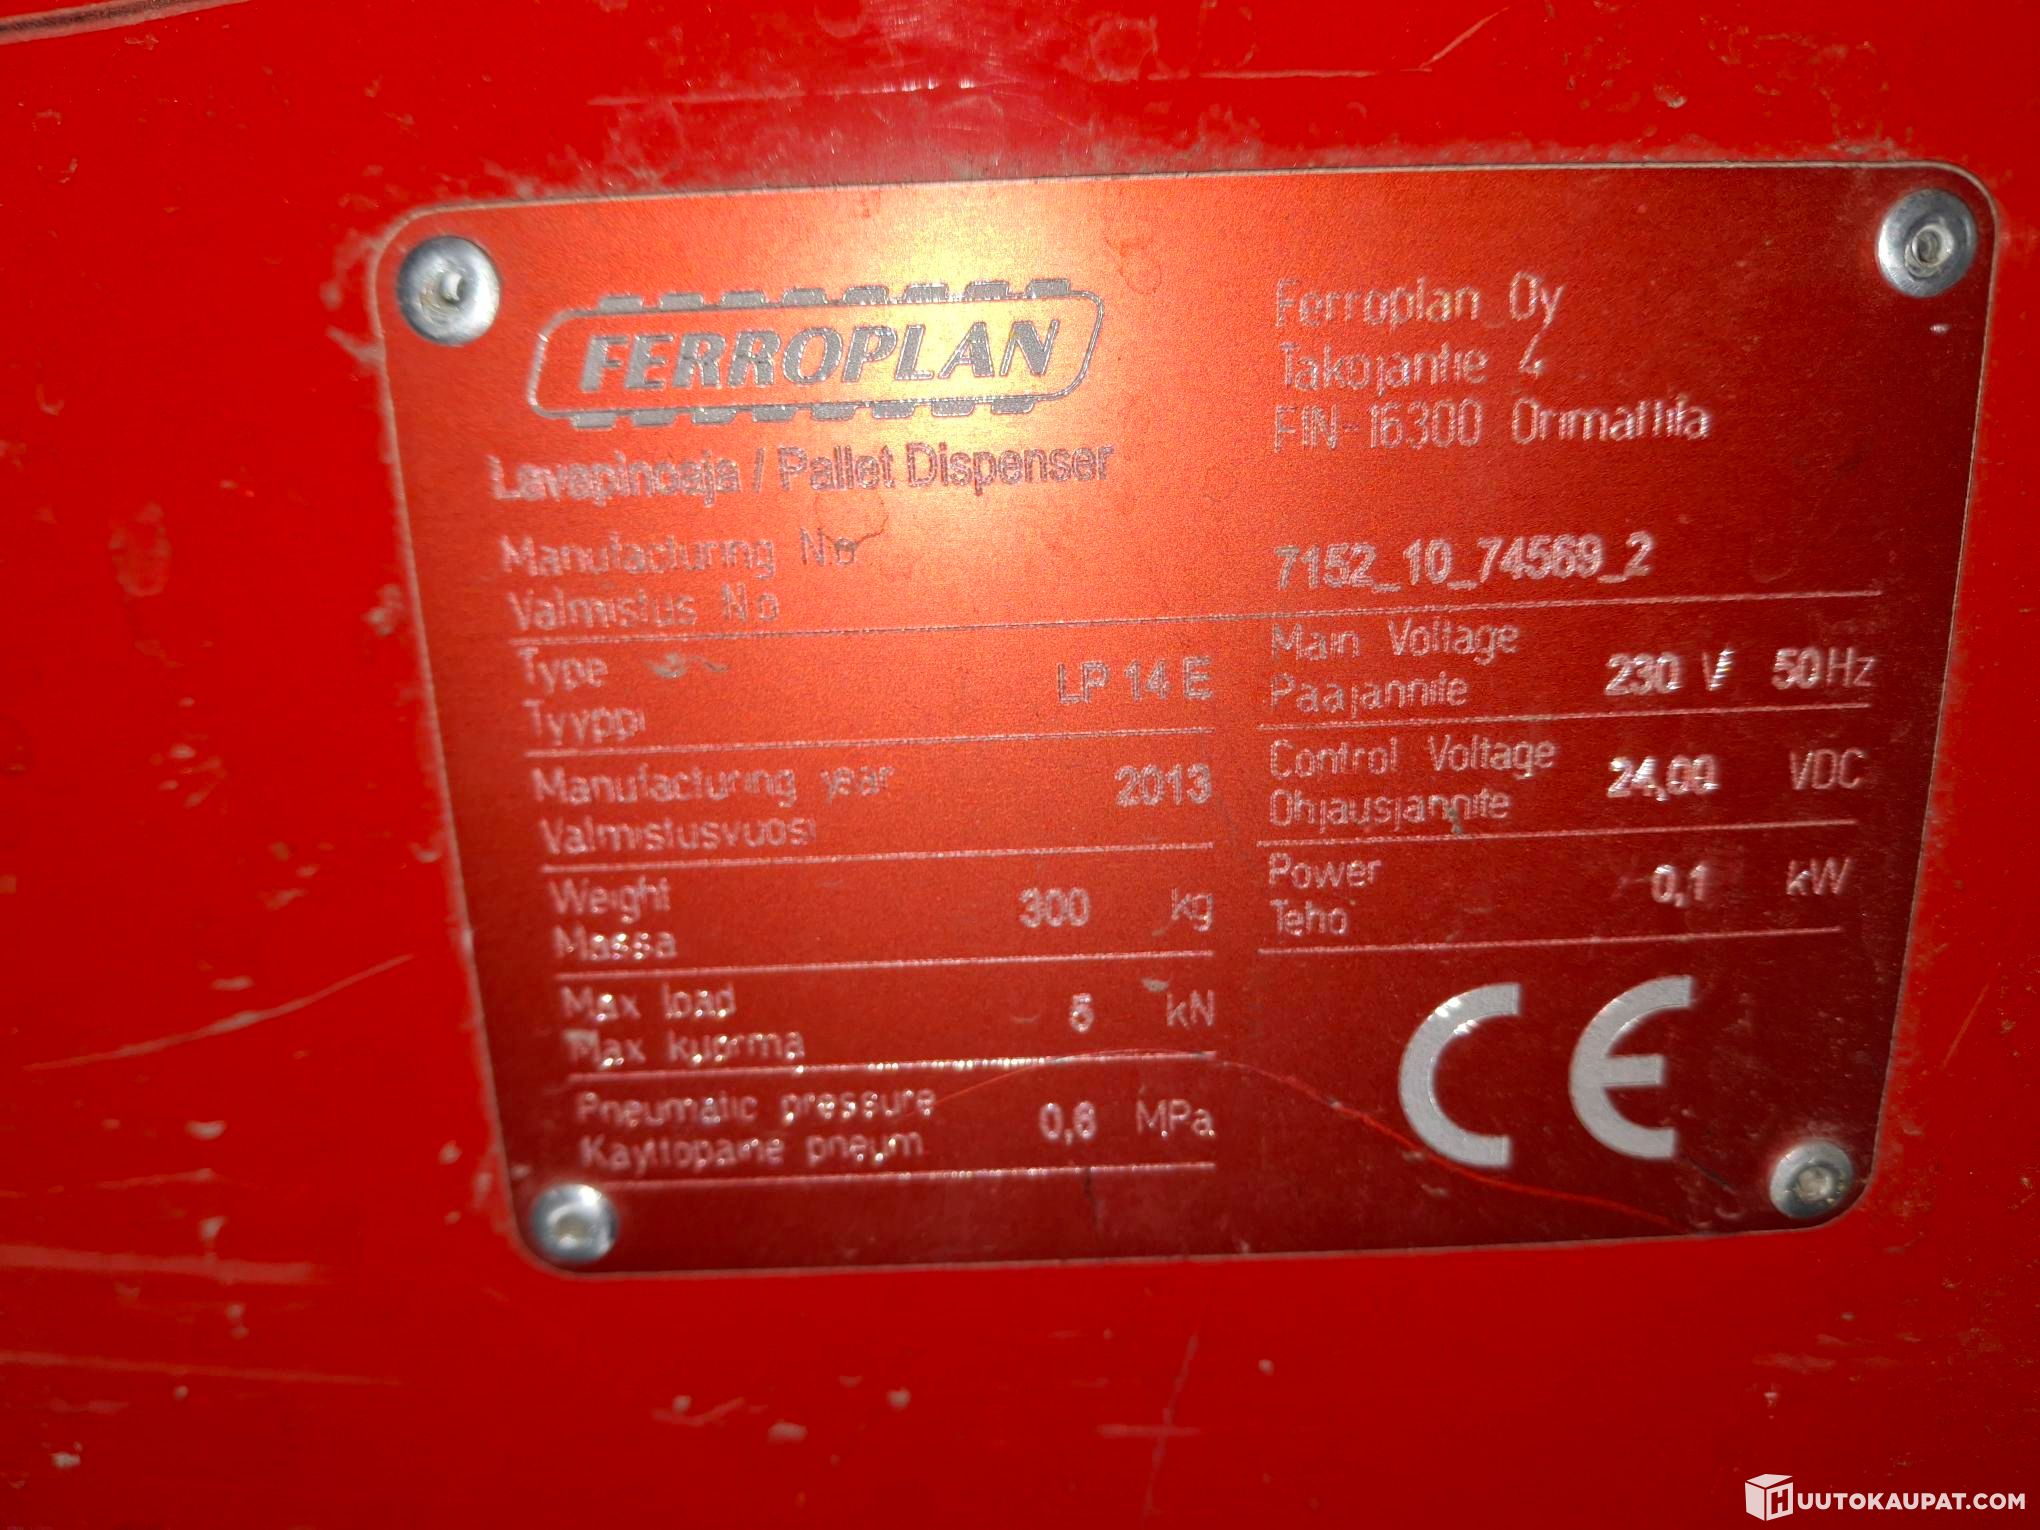 FERROPLAN
Ferroplan Oy
Takojantie 4
FIN-16300 Orimattila
Lavapinoaja / Pallet Dispenser
Manufacturing No
Valmistus No
7152_10_74569_2
Type
Tyyppi
LP 14 E
Main Voltage
Pääjännite
230 V 50Hz
Manufacturing year
Valmistusvuosi
2013
Control Voltage
Ohjausjännite
24,00 VDC
Weight
Massa
300 kg
Power
Teho
0,1 kW
Max load
Max kuorma
5 kN
Pneumatic pressure
Käyttöpaine pneum
0,6 MPa
CE
HUUTOKAUPAT.COM